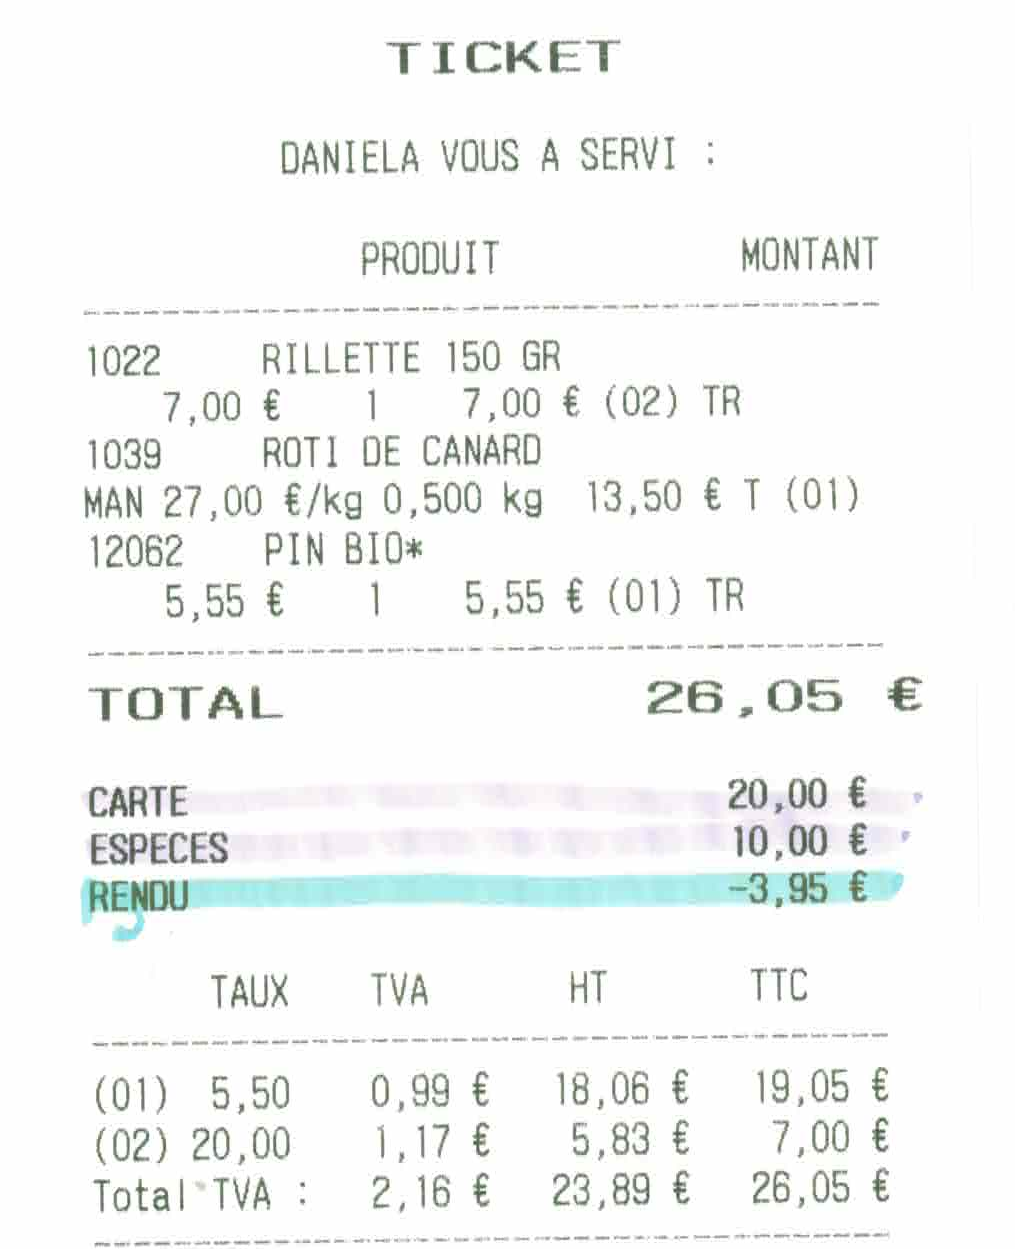 TICKET
DANIELA VOUS A SERVI :
PRODUIT MONTANT
1022 RILLETTE 150 GR
7,00 € 1 7,00 € (02) TR
1039 ROTI DE CANARD
MAN 27,00 €/kg 0,500 kg 13,50 € T (01)
12062 PIN BIO*
5,55 € 1 5,55 € (01) TR
TOTAL 26,05 €
CARTE 20,00 €
ESPECES 10,00 €
RENDU -3,95 €
TAUX TVA HT TTC
(01) 5,50 0,99 € 18,06 € 19,05 €
(02) 20,00 1,17 € 5,83 € 7,00 €
Total TVA : 2,16 € 23,89 € 26,05 €